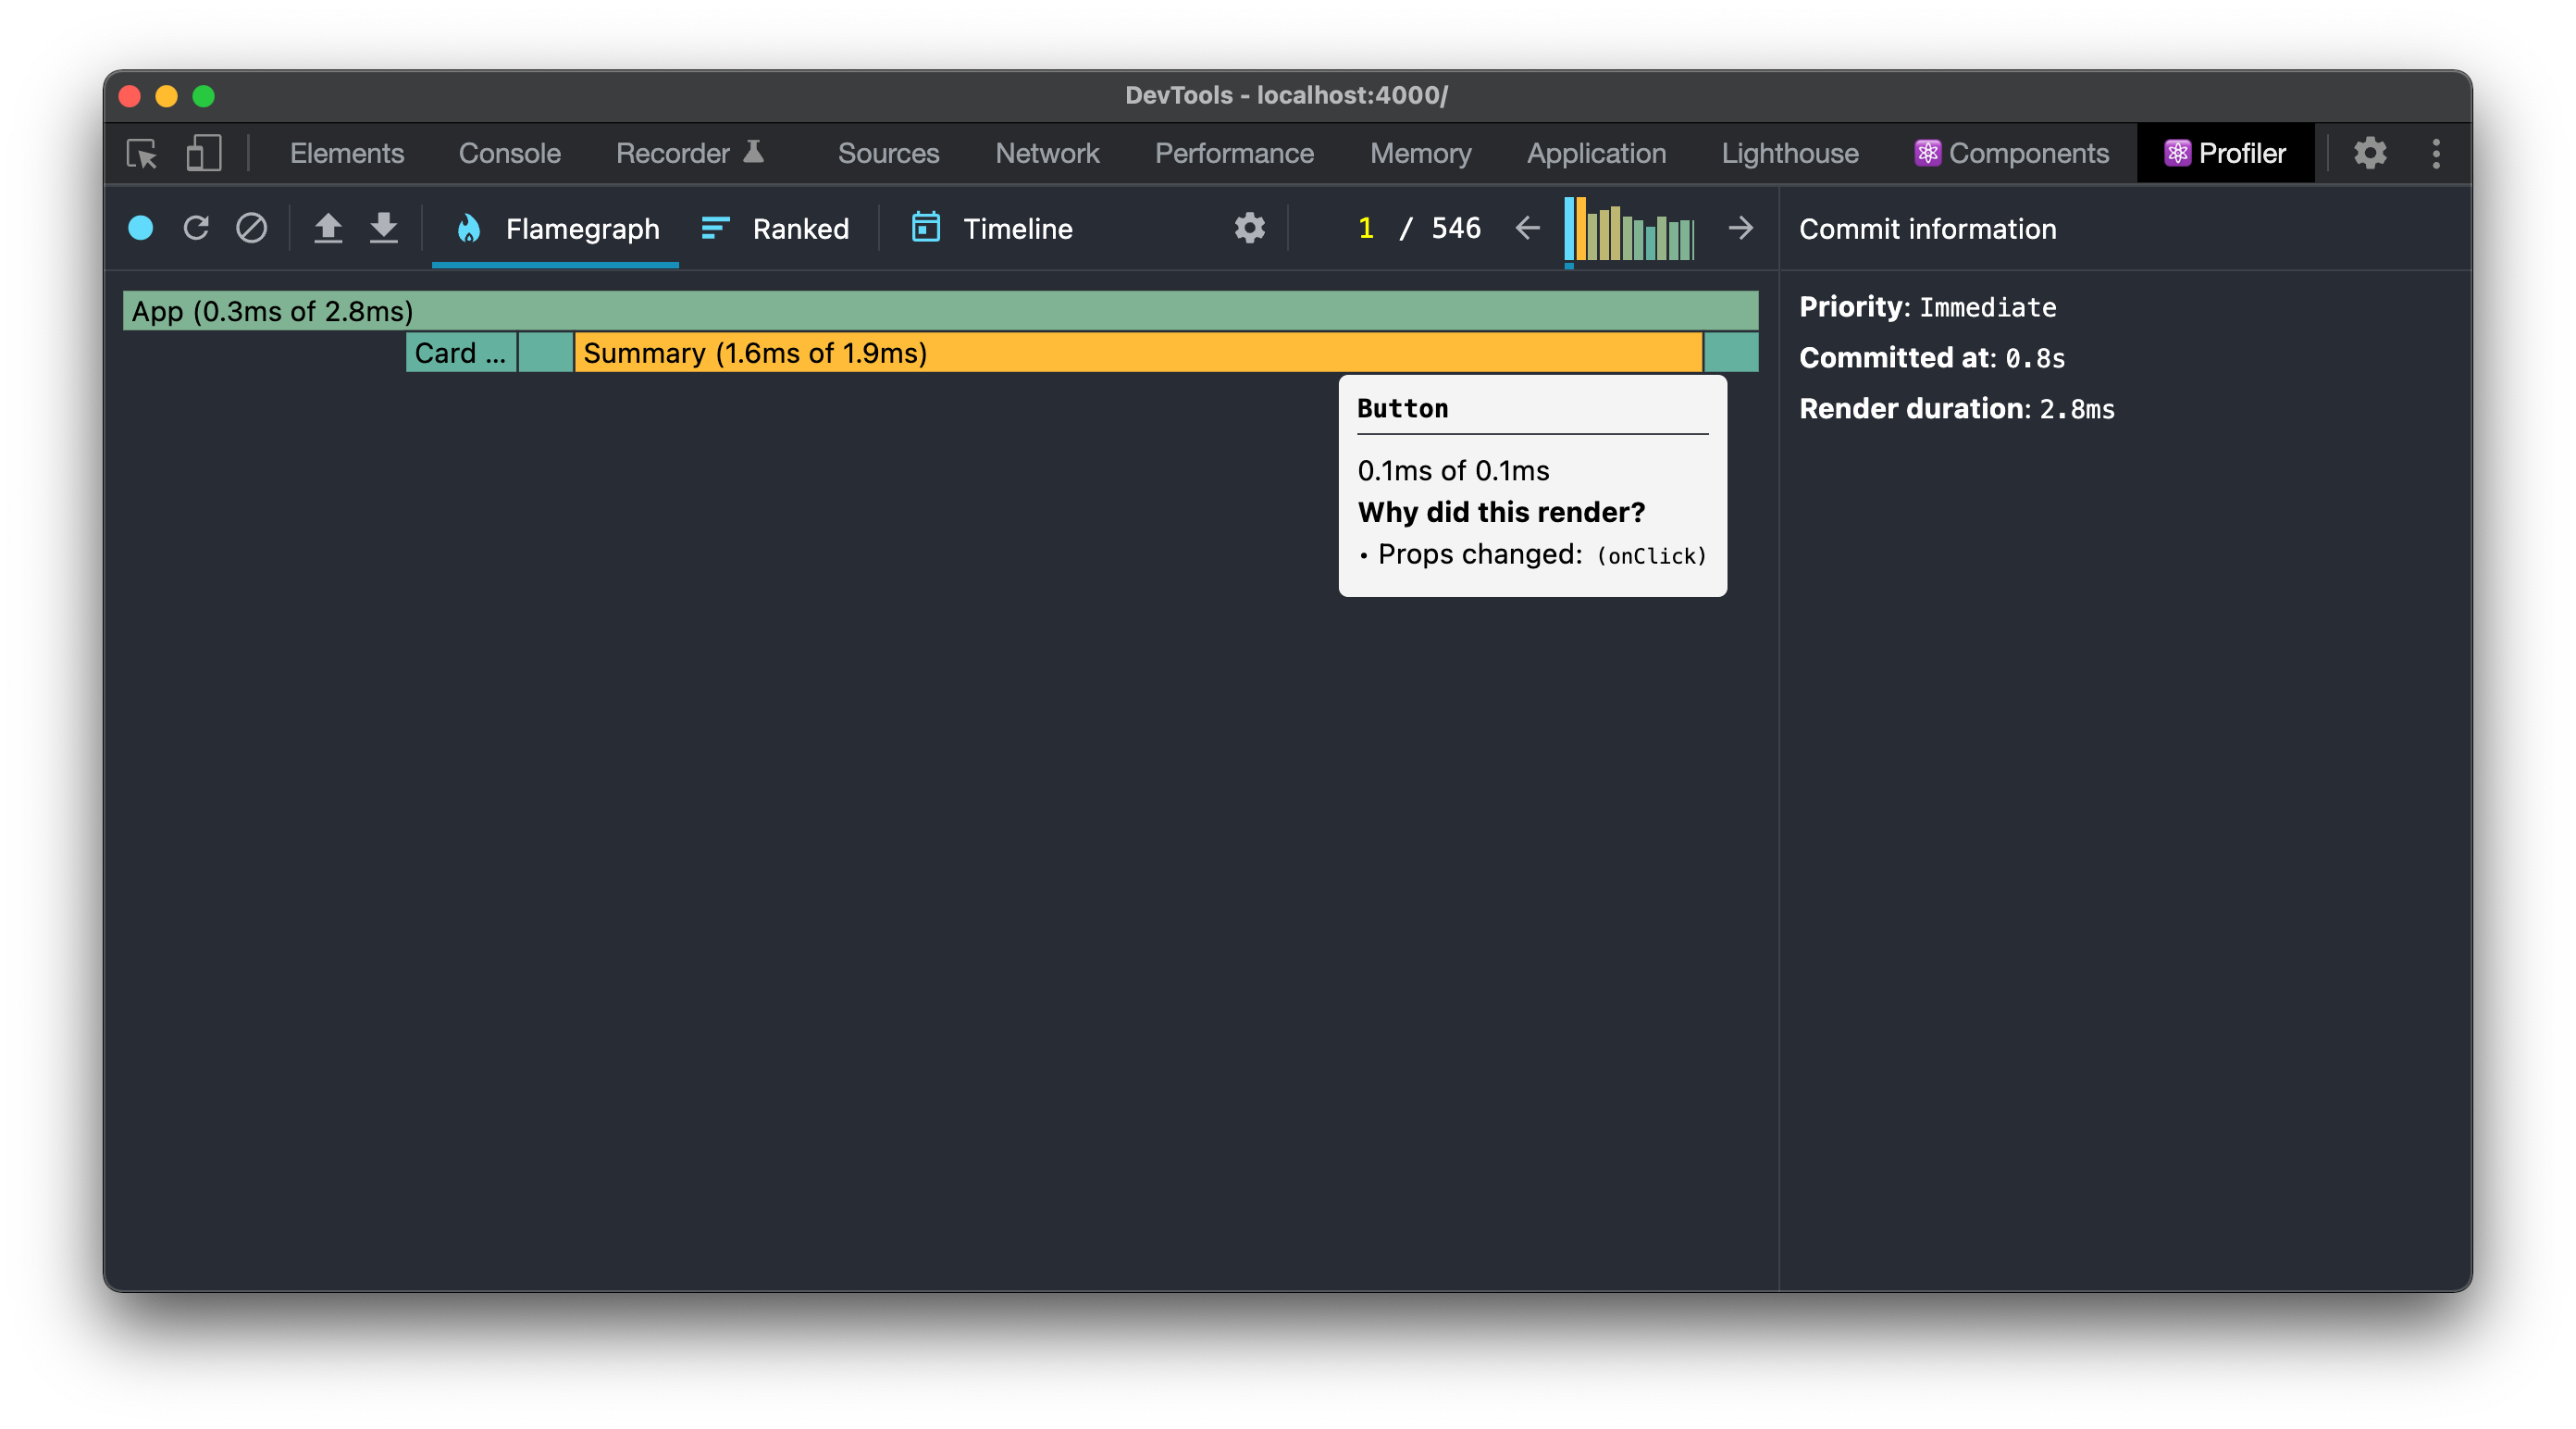 DevTools - localhost:4000/
Elements Console Recorder Sources Network Performance Memory Application Lighthouse Components Profiler
Flamegraph Ranked Timeline 1 / 546 Commit information
App (0.3ms of 2.8ms)
Card ... Summary (1.6ms of 1.9ms)
Button
0.1ms of 0.1ms
Why did this render?
• Props changed: (onClick)
Priority: Immediate
Committed at: 0.8s
Render duration: 2.8ms